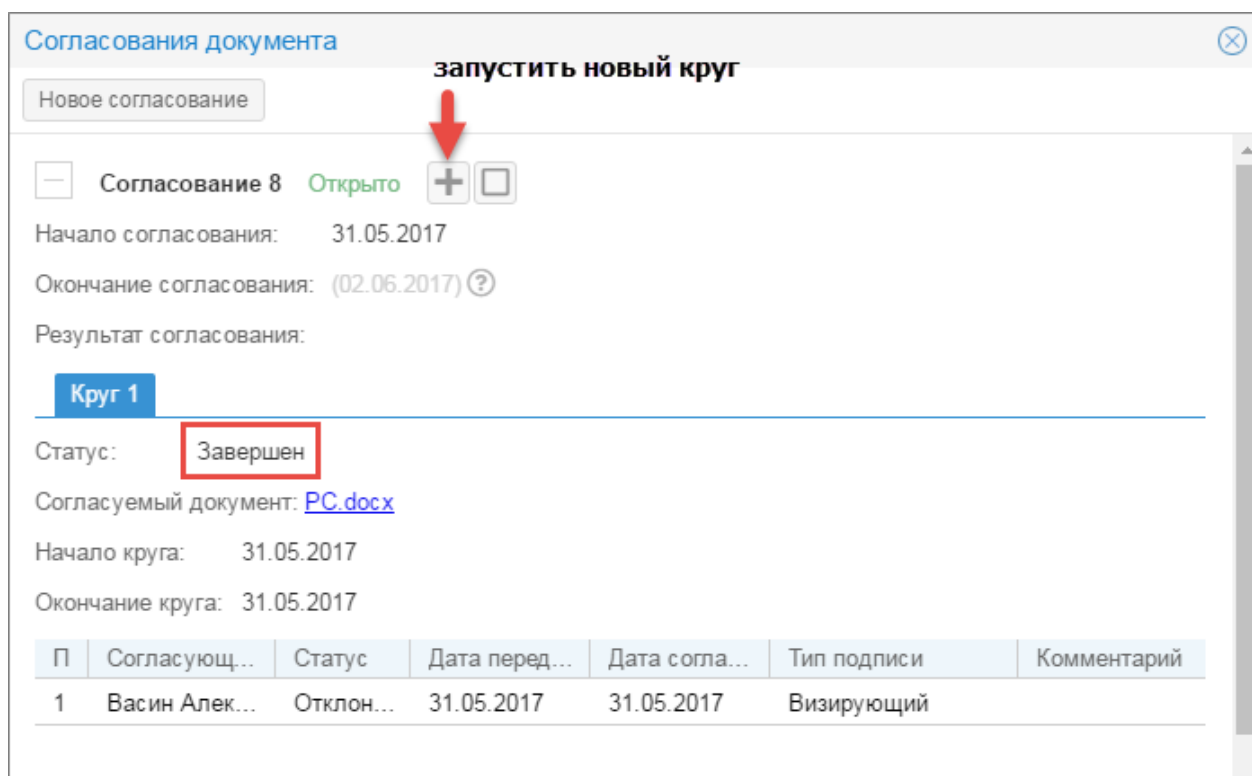 Согласования документа
запустить новый круг
Новое согласование
Согласование 8 Открыто
Начало согласования: 31.05.2017
Окончание согласования: (02.06.2017) ?
Результат согласования:
Круг 1
Статус: Завершен
Согласуемый документ: PC.docx
Начало круга: 31.05.2017
Окончание круга: 31.05.2017
П Согласующ... Статус Дата перед... Дата согла... Тип подписи Комментарий
1 Васин Алек... Отклон... 31.05.2017 31.05.2017 Визирующий